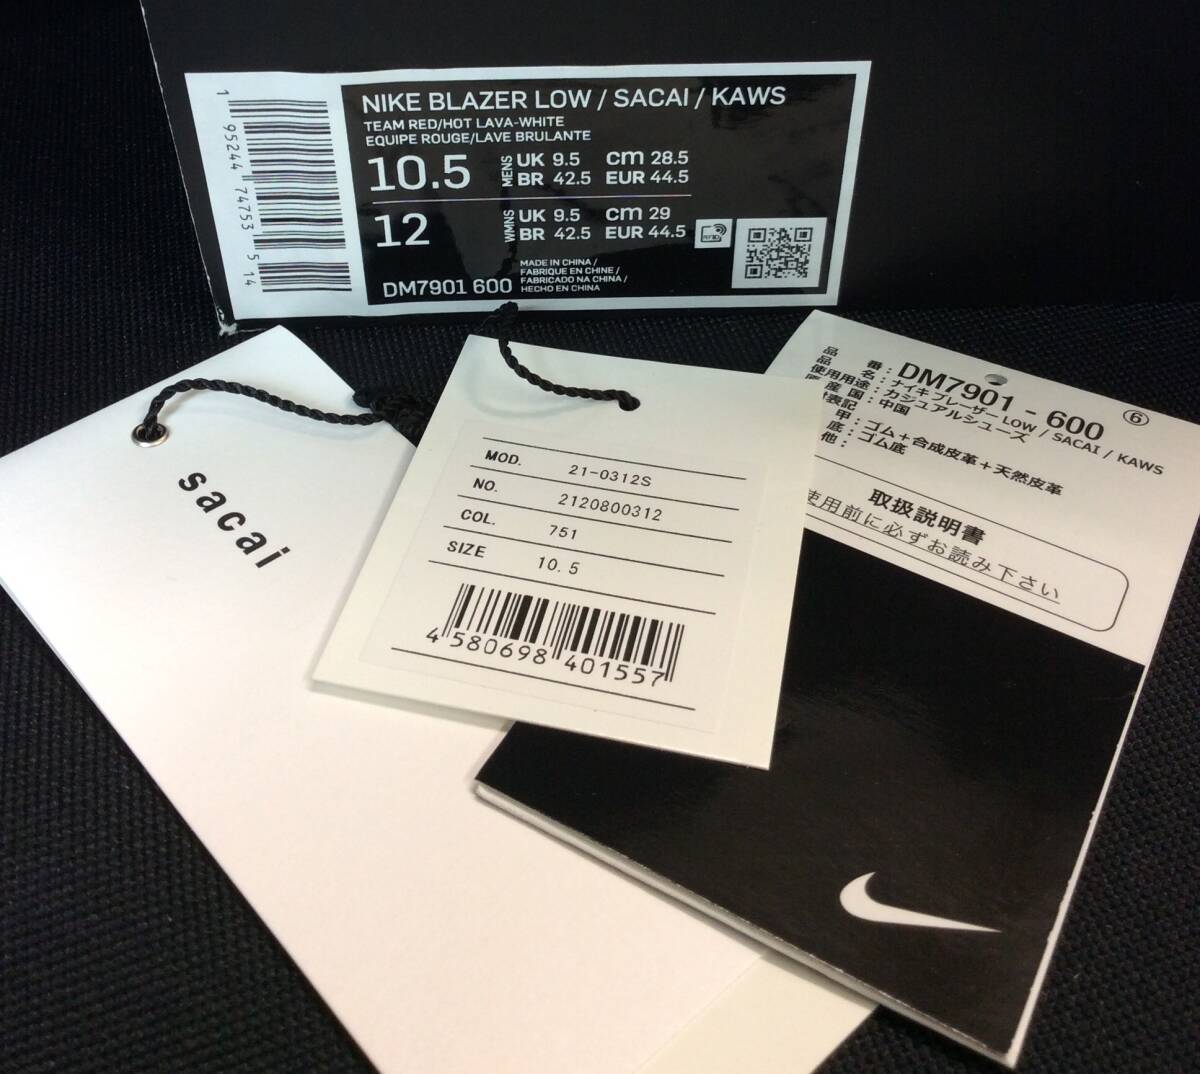 NIKE BLAZER LOW / SACAI / KAWS
TEAM RED/HOT LAVA-WHITE
EQUIPE ROUGE/LAVE BRULANTE
10.5 MENS UK 9.5 cm 28.5
BR 42.5 EUR 44.5
12 WMNS UK 9.5 cm 29
BR 42.5 EUR 44.5
DM7901 600
MADE IN CHINA /
FABRIQUE EN CHINE /
FABRICADO NA CHINA /
HECHO EN CHINA
1 95244 74753 5 14
sacai
MOD. 21-0312S
NO. 2120800312
COL. 751
SIZE 10.5
4 580698 401557
⑥
品 番: DM7901-600
品 名: ナイキ ブレーザー LOW / SACAI / KAWS
使用用途: カジュアルシューズ
原 産 国: 中国
表記
甲 : ゴム+合成皮革+天然皮革
底 : ゴム底
他:
取扱説明書
使用前に必ずお読み下さい